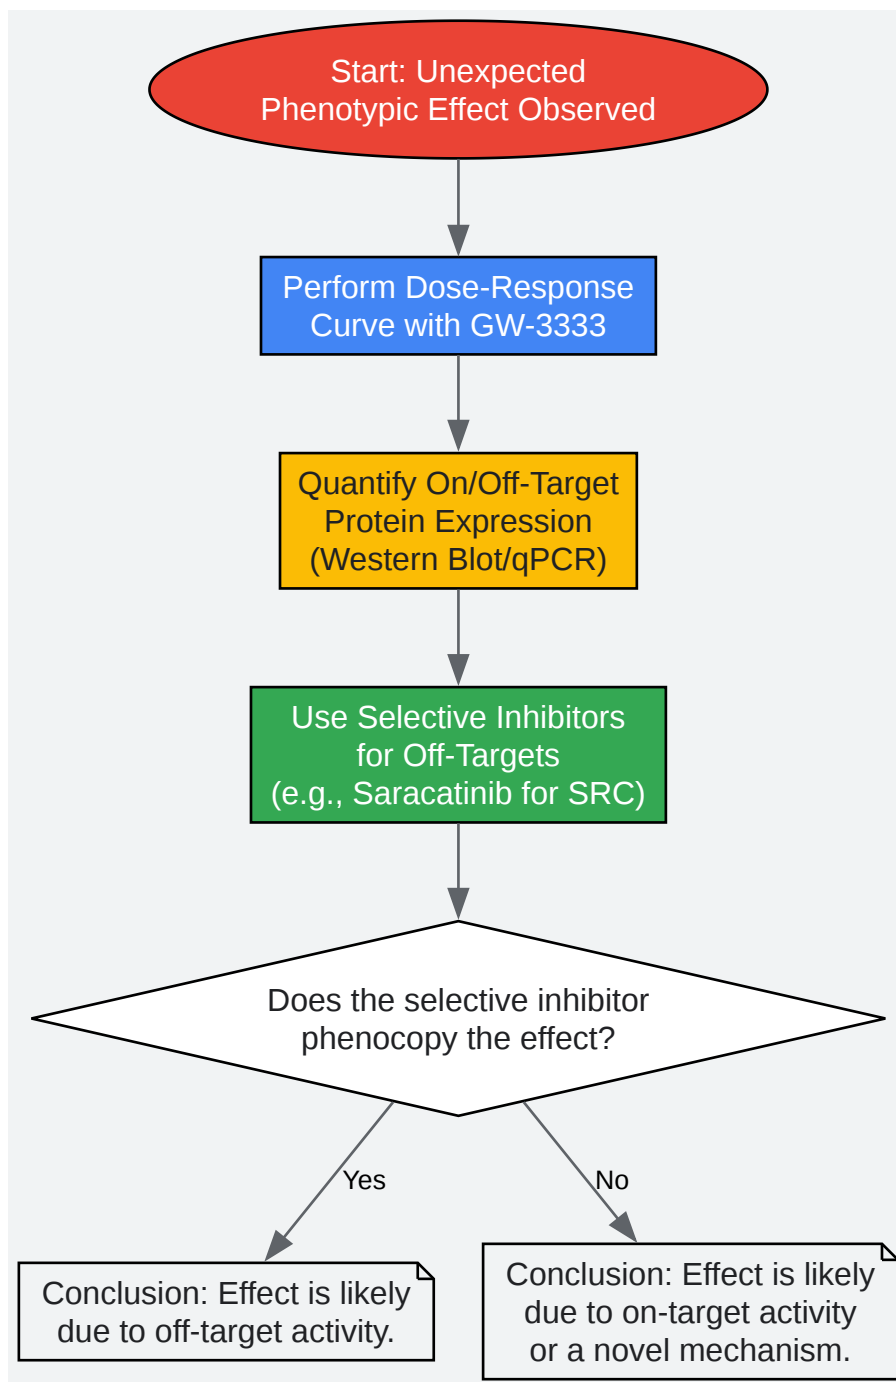 Start: Unexpected
Phenotypic Effect Observed
Perform Dose-Response
Curve with GW-3333
Quantify On/Off-Target
Protein Expression
(Western Blot/qPCR)
Use Selective Inhibitors
for Off-Targets
(e.g., Saracatinib for SRC)
Does the selective inhibitor
phenocopy the effect?
Yes
No
Conclusion: Effect is likely
due to off-target activity.
Conclusion: Effect is likely
due to on-target activity
or a novel mechanism.